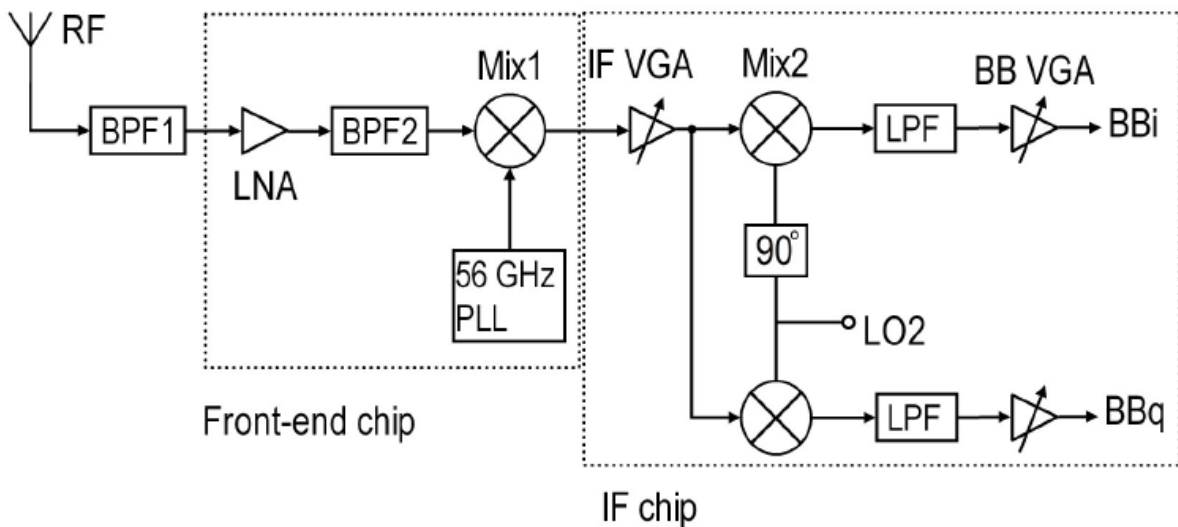 RF
BPF1
LNA
BPF2
Mix1
56 GHz
PLL
Front-end chip
IF VGA
Mix2
LPF
BB VGA
BBi
90°
LO2
LPF
BBq
IF chip